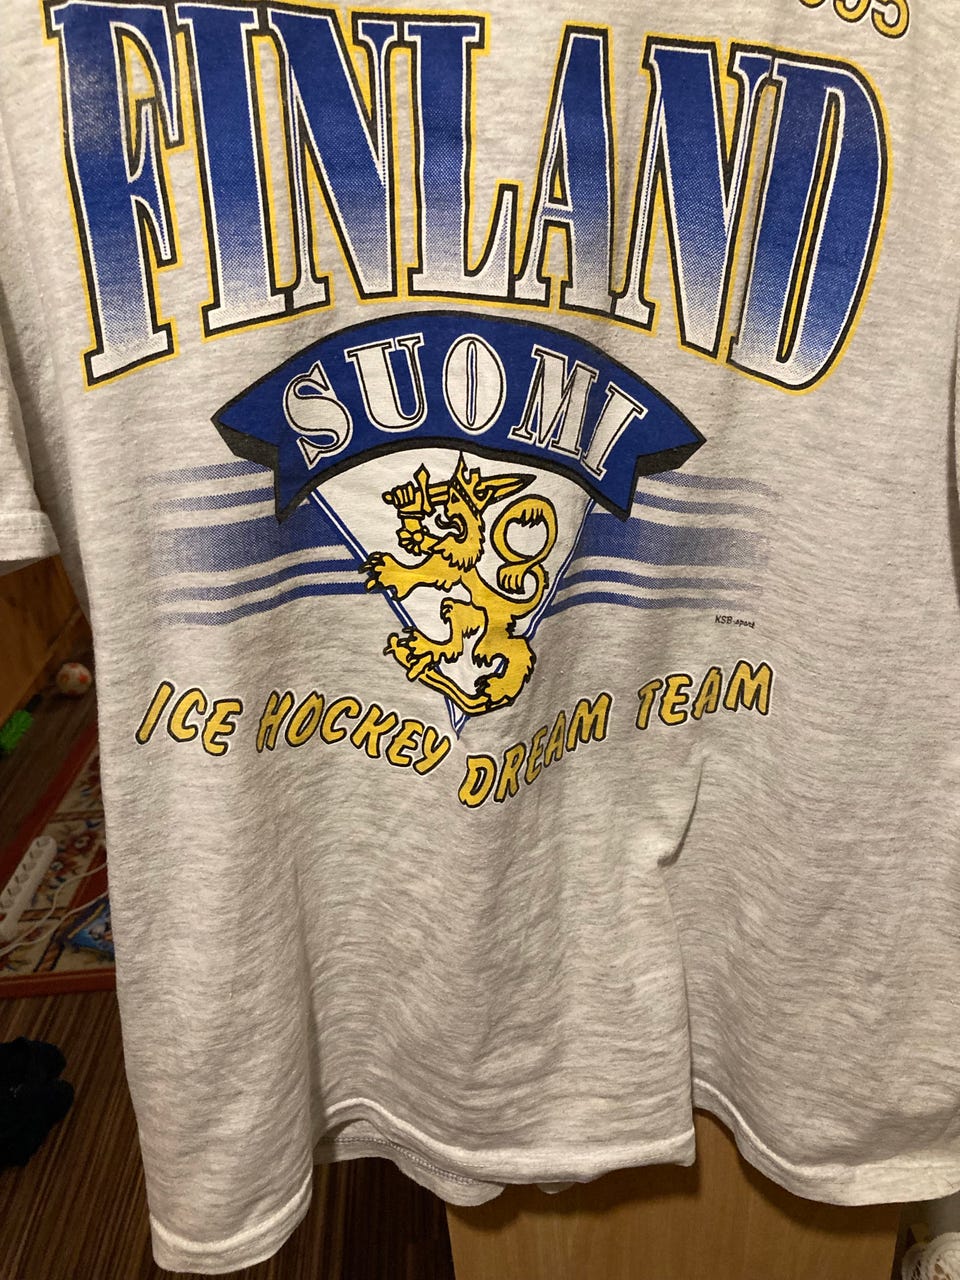 FINLAND
SUOMI
KSB-sport
ICE HOCKEY DREAM TEAM